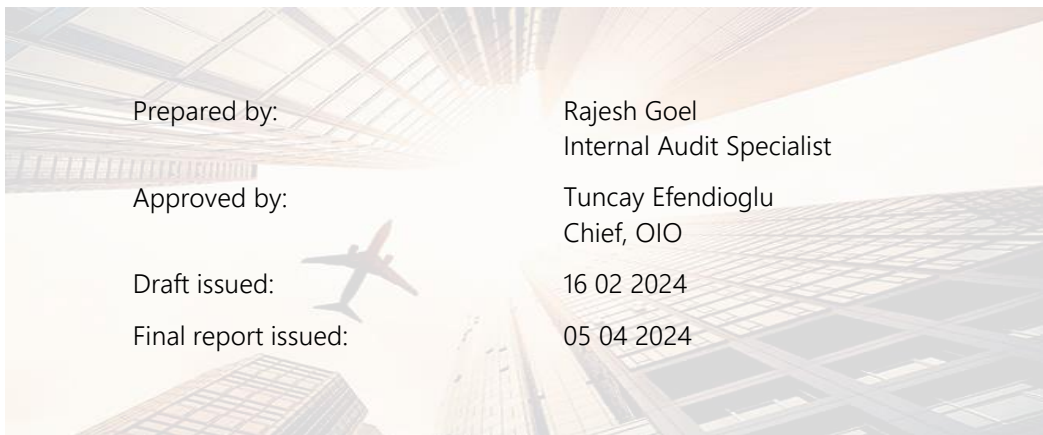 Prepared by: Rajesh Goel
Internal Audit Specialist
Approved by: Tuncay Efendioglu
Chief, OIO
Draft issued: 16 02 2024
Final report issued: 05 04 2024